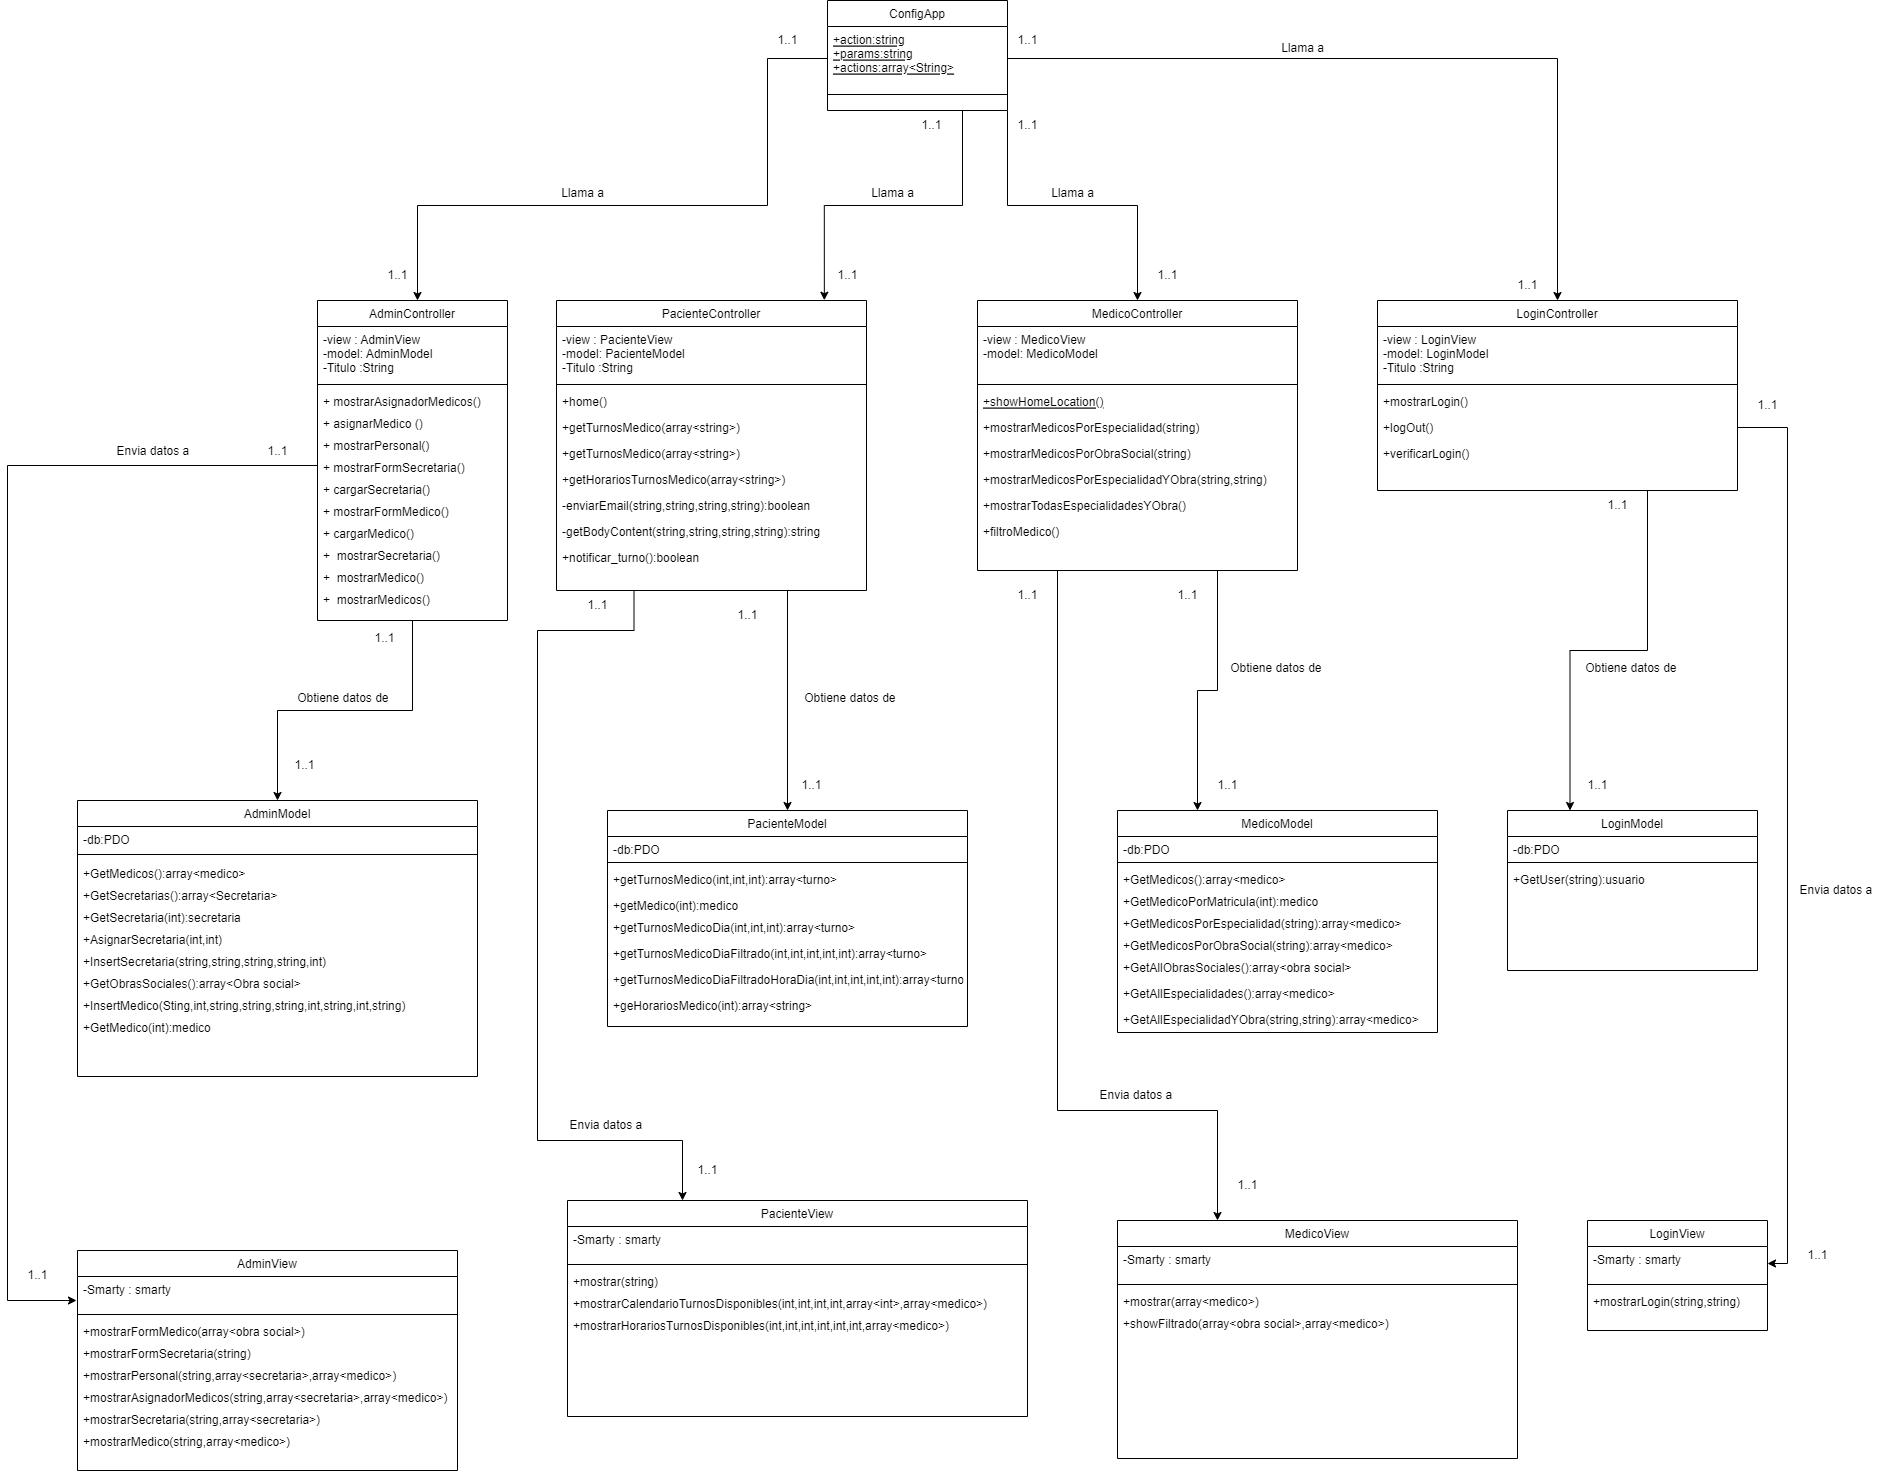 ConfigApp
+action:string
+params:string
+actions:array<String>
1..1
1..1
Llama a
1..1
1..1
Llama a
Llama a
Llama a
1..1
1..1
1..1
1..1
AdminController
-view : AdminView
-model: AdminModel
-Titulo :String
+ mostrarAsignadorMedicos()
+ asignarMedico ()
+ mostrarPersonal()
+ mostrarFormSecretaria()
+ cargarSecretaria()
+ mostrarFormMedico()
+ cargarMedico()
+  mostrarSecretaria()
+  mostrarMedico()
+  mostrarMedicos()
PacienteController
-view : PacienteView
-model: PacienteModel
-Titulo :String
+home()
+getTurnosMedico(array<string>)
+getTurnosMedico(array<string>)
+getHorariosTurnosMedico(array<string>)
-enviarEmail(string,string,string,string):boolean
-getBodyContent(string,string,string,string):string
+notificar_turno():boolean
MedicoController
-view : MedicoView
-model: MedicoModel
+showHomeLocation()
+mostrarMedicosPorEspecialidad(string)
+mostrarMedicosPorObraSocial(string)
+mostrarMedicosPorEspecialidadYObra(string,string)
+mostrarTodasEspecialidadesYObra()
+filtroMedico()
LoginController
-view : LoginView
-model: LoginModel
-Titulo :String
+mostrarLogin()
+logOut()
+verificarLogin()
Envia datos a
1..1
1..1
1..1
1..1
1..1
1..1
1..1
1..1
Obtiene datos de
Obtiene datos de
Obtiene datos de
Obtiene datos de
1..1
1..1
1..1
1..1
AdminModel
-db:PDO
+GetMedicos():array<medico>
+GetSecretarias():array<Secretaria>
+GetSecretaria(int):secretaria
+AsignarSecretaria(int,int)
+InsertSecretaria(string,string,string,string,int)
+GetObrasSociales():array<Obra social>
+InsertMedico(Sting,int,string,string,string,int,string,int,string)
+GetMedico(int):medico
PacienteModel
-db:PDO
+getTurnosMedico(int,int,int):array<turno>
+getMedico(int):medico
+getTurnosMedicoDia(int,int,int):array<turno>
+getTurnosMedicoDiaFiltrado(int,int,int,int,int):array<turno>
+getTurnosMedicoDiaFiltradoHoraDia(int,int,int,int,int):array<turno
+geHorariosMedico(int):array<string>
MedicoModel
-db:PDO
+GetMedicos():array<medico>
+GetMedicoPorMatricula(int):medico
+GetMedicosPorEspecialidad(string):array<medico>
+GetMedicosPorObraSocial(string):array<medico>
+GetAllObrasSociales():array<obra social>
+GetAllEspecialidades():array<medico>
+GetAllEspecialidadYObra(string,string):array<medico>
LoginModel
-db:PDO
+GetUser(string):usuario
Envia datos a
Envia datos a
Envia datos a
1..1
1..1
1..1
1..1
AdminView
-Smarty : smarty
+mostrarFormMedico(array<obra social>)
+mostrarFormSecretaria(string)
+mostrarPersonal(string,array<secretaria>,array<medico>)
+mostrarAsignadorMedicos(string,array<secretaria>,array<medico>)
+mostrarSecretaria(string,array<secretaria>)
+mostrarMedico(string,array<medico>)
PacienteView
-Smarty : smarty
+mostrar(string)
+mostrarCalendarioTurnosDisponibles(int,int,int,int,array<int>,array<medico>)
+mostrarHorariosTurnosDisponibles(int,int,int,int,int,int,array<medico>)
MedicoView
-Smarty : smarty
+mostrar(array<medico>)
+showFiltrado(array<obra social>,array<medico>)
LoginView
-Smarty : smarty
+mostrarLogin(string,string)